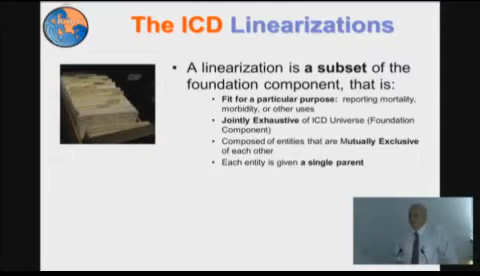 The ICD Linearizations
• A linearization is a subset of the
foundation component, that is:
• Fit for a particular purpose: reporting mortality,
morbidity, or other uses
• Jointly Exhaustive of ICD Universe (Foundation
Component)
• Composed of entities that are Mutually Exclusive
of each other
• Each entity is given a single parent